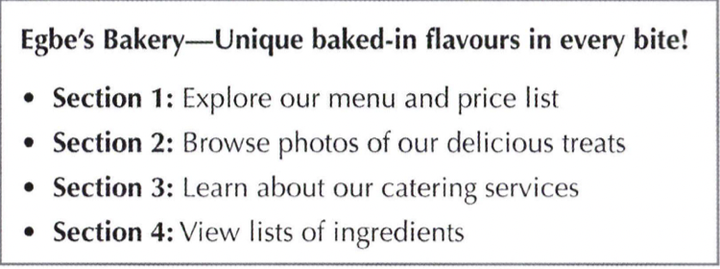 Egbe's Bakery—Unique baked-in flavours in every bite!
• Section 1: Explore our menu and price list
• Section 2: Browse photos of our delicious treats
• Section 3: Learn about our catering services
• Section 4: View lists of ingredients